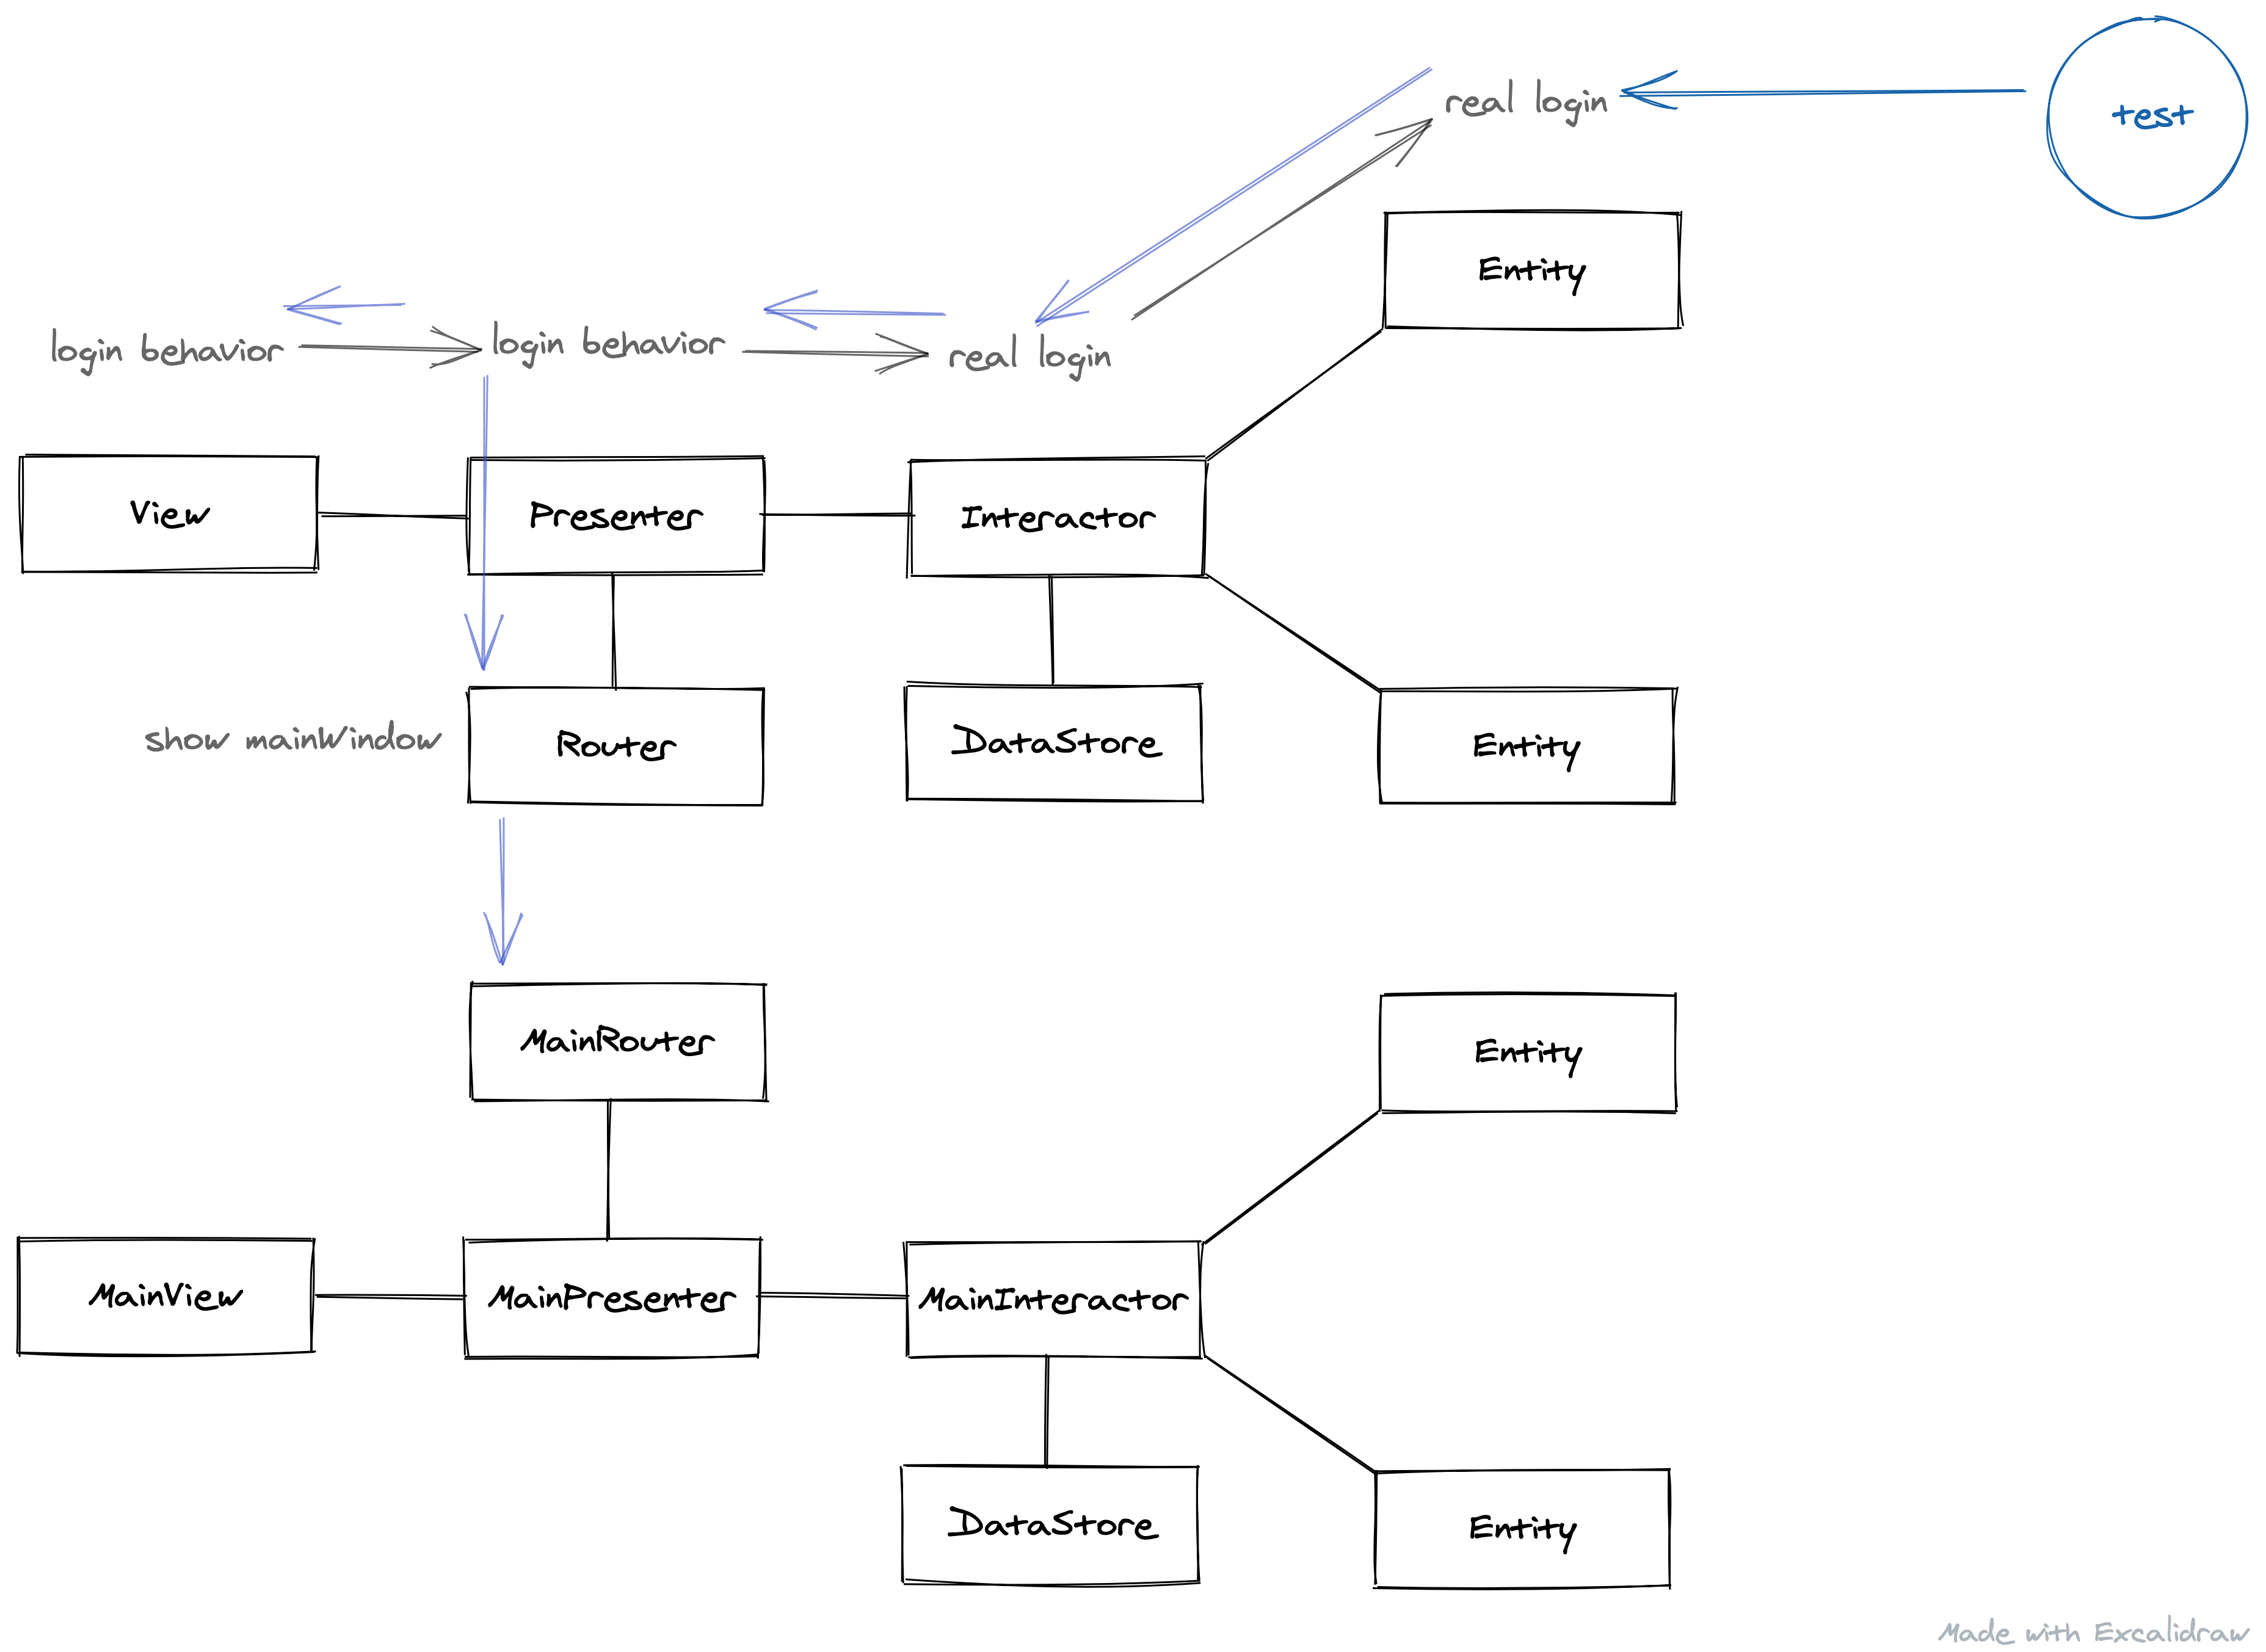 real login
test
Entity
login behavior
login behavior
real login
View
Presenter
Interactor
show mainWindow
Router
DataStore
Entity
MainRouter
Entity
MainView
MainPresenter
MainInteractor
DataStore
Entity
Made with Excalidraw